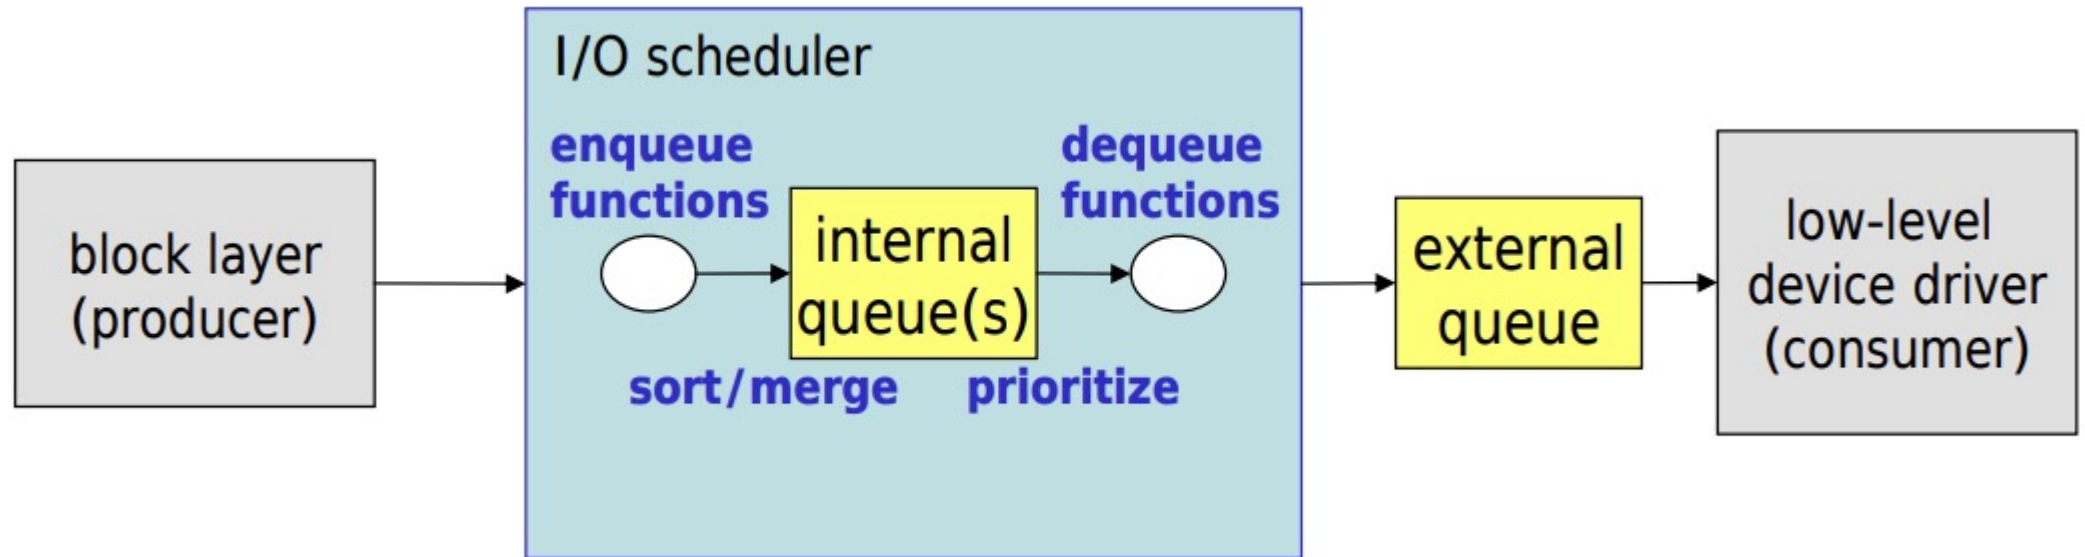 I/O scheduler
enqueue
functions
dequeue
functions
block layer
(producer)
internal
queue(s)
external
queue
low-level
device driver
(consumer)
sort/merge
prioritize